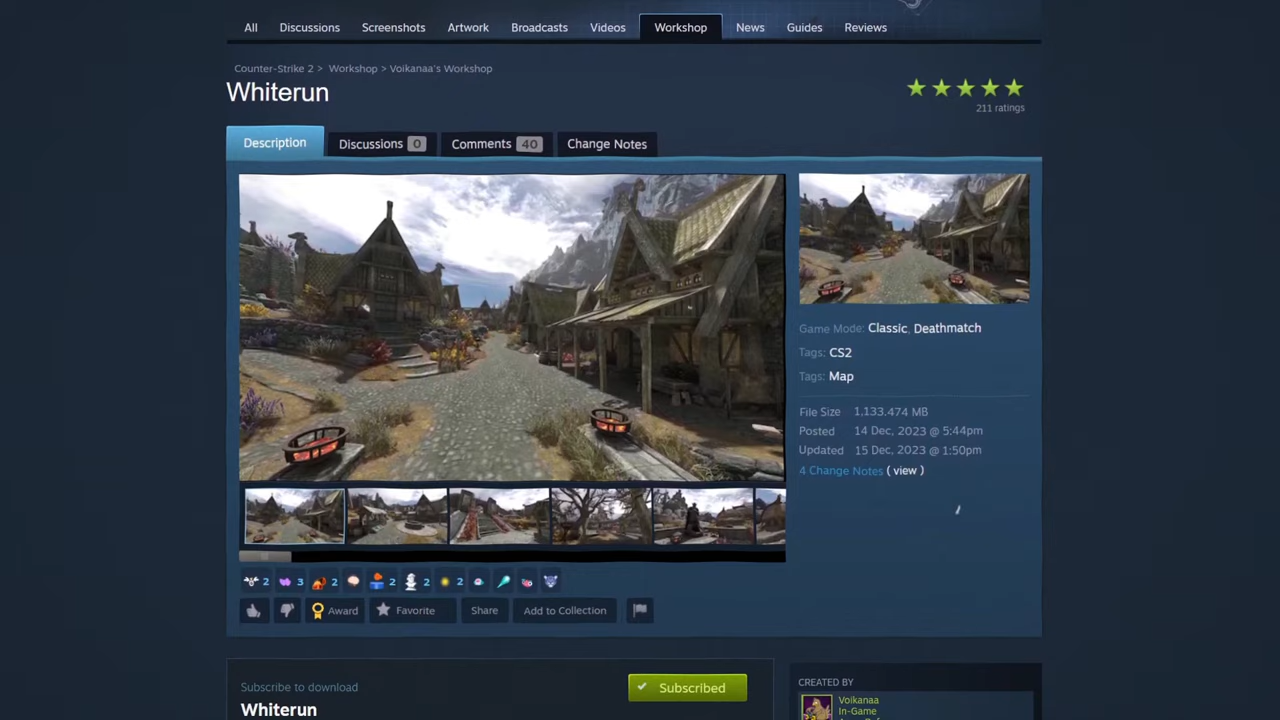 All Discussions Screenshots Artwork Broadcasts Videos Workshop News Guides Reviews
Counter-Strike 2 > Workshop > Voikanaa's Workshop
Whiterun
211 ratings
Description Discussions 0 Comments 40 Change Notes
Game Mode: Classic, Deathmatch
Tags: CS2
Tags: Map
File Size 1,133.474 MB
Posted 14 Dec, 2023 @ 5:44pm
Updated 15 Dec, 2023 @ 1:50pm
4 Change Notes ( view )
2 3 2 2 2 2
Award Favorite Share Add to Collection
Subscribe to download
Whiterun
Subscribed
CREATED BY
Voikanaa
In-Game